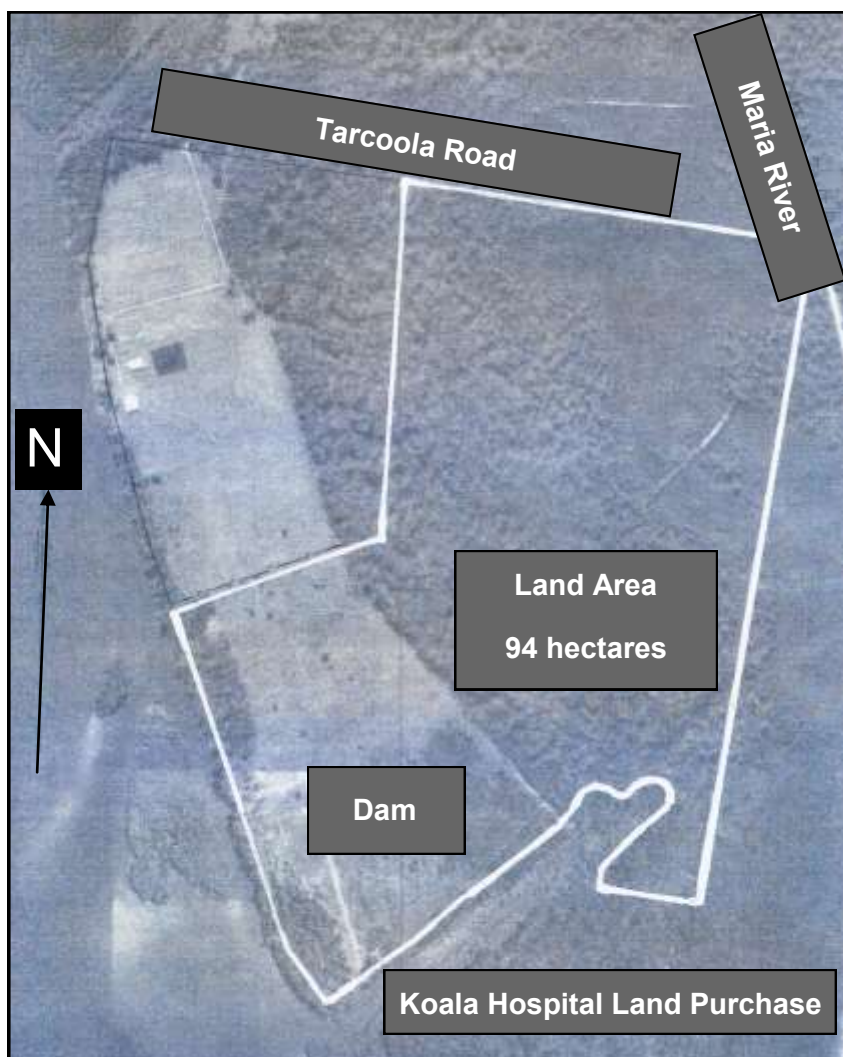 Tarcoola Road
Maria River
N
Land Area
94 hectares
Dam
Koala Hospital Land Purchase